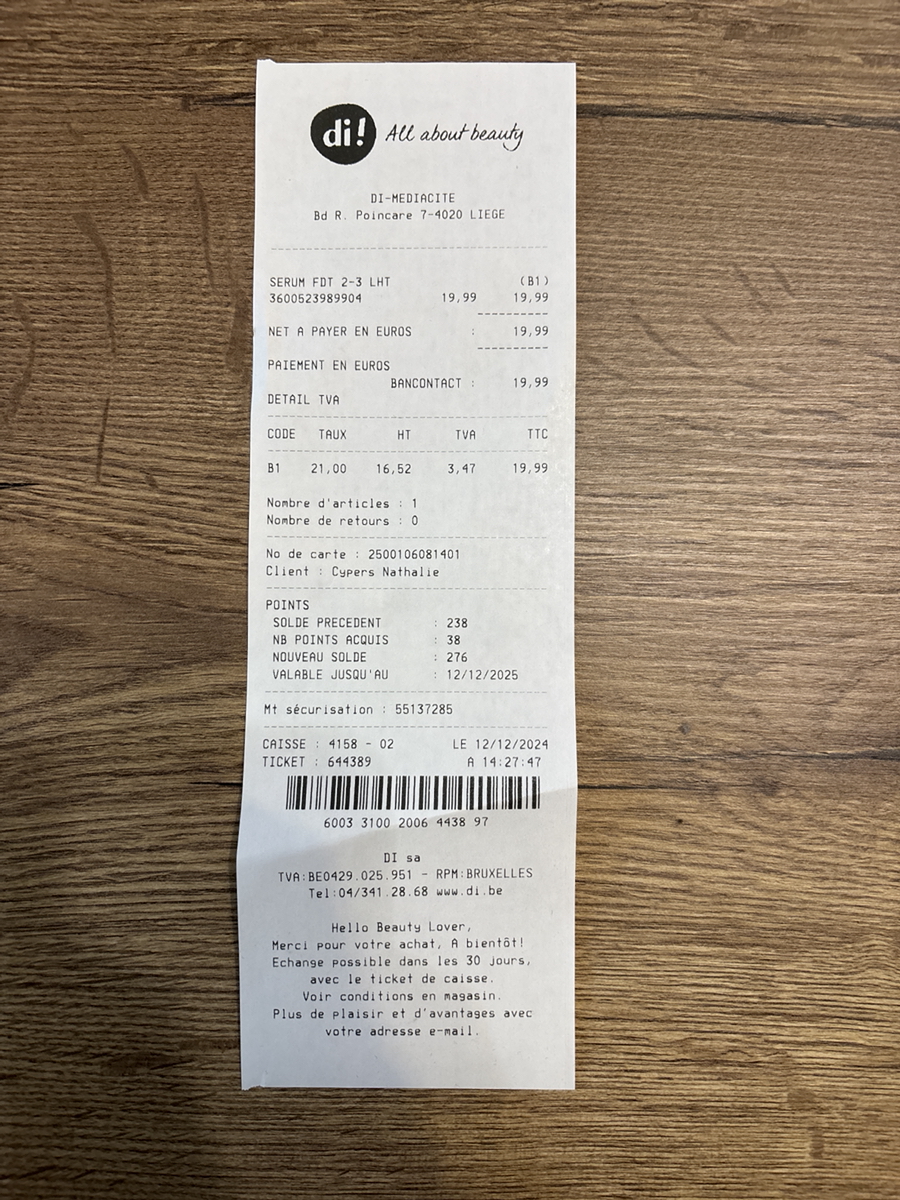 di! All about beauty
DI-MEDIACITE
Bd R. Poincare 7-4020 LIEGE
SERUM FDT 2-3 LHT (B1)
3600523989904 19,99 19,99
NET A PAYER EN EUROS : 19,99
PAIEMENT EN EUROS
BANCONTACT : 19,99
DETAIL TVA
CODE TAUX HT TVA TTC
B1 21,00 16,52 3,47 19,99
Nombre d'articles : 1
Nombre de retours : 0
No de carte : 2500106081401
Client : Cypers Nathalie
POINTS
SOLDE PRECEDENT : 238
NB POINTS ACQUIS : 38
NOUVEAU SOLDE : 276
VALABLE JUSQU'AU : 12/12/2025
Mt sécurisation : 55137285
CAISSE : 4158 - 02 LE 12/12/2024
TICKET : 644389 A 14:27:47
6003 3100 2006 4438 97
DI sa
TVA:BE0429.025.951 - RPM:BRUXELLES
Tel:04/341.28.68 www.di.be
Hello Beauty Lover,
Merci pour votre achat, A bientôt!
Echange possible dans les 30 jours,
avec le ticket de caisse.
Voir conditions en magasin.
Plus de plaisir et d'avantages avec
votre adresse e-mail.